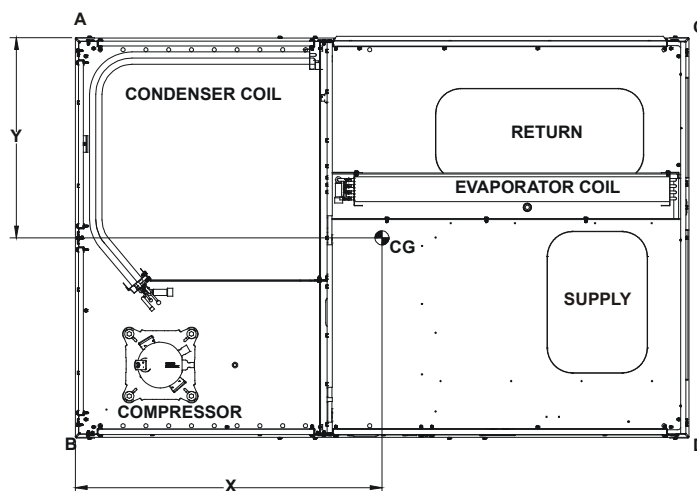 A
CONDENSER COIL
Y
RETURN
EVAPORATOR COIL
CG
SUPPLY
COMPRESSOR
B
X